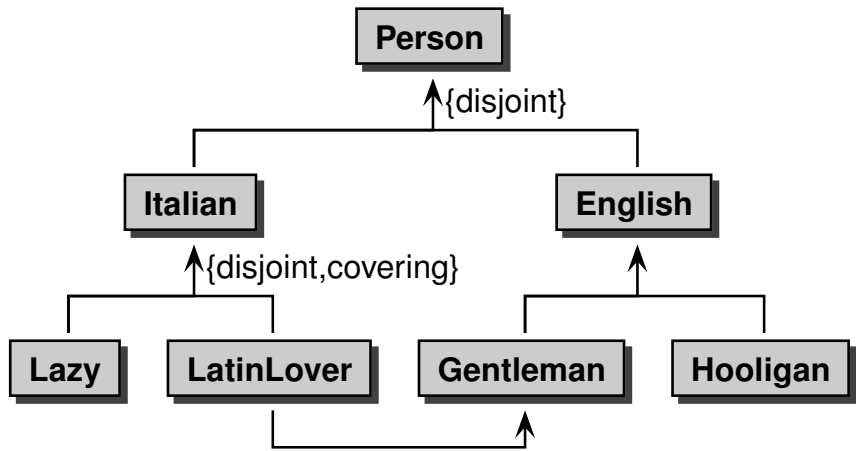 Person
{disjoint}
Italian
English
{disjoint,covering}
Lazy
LatinLover
Gentleman
Hooligan